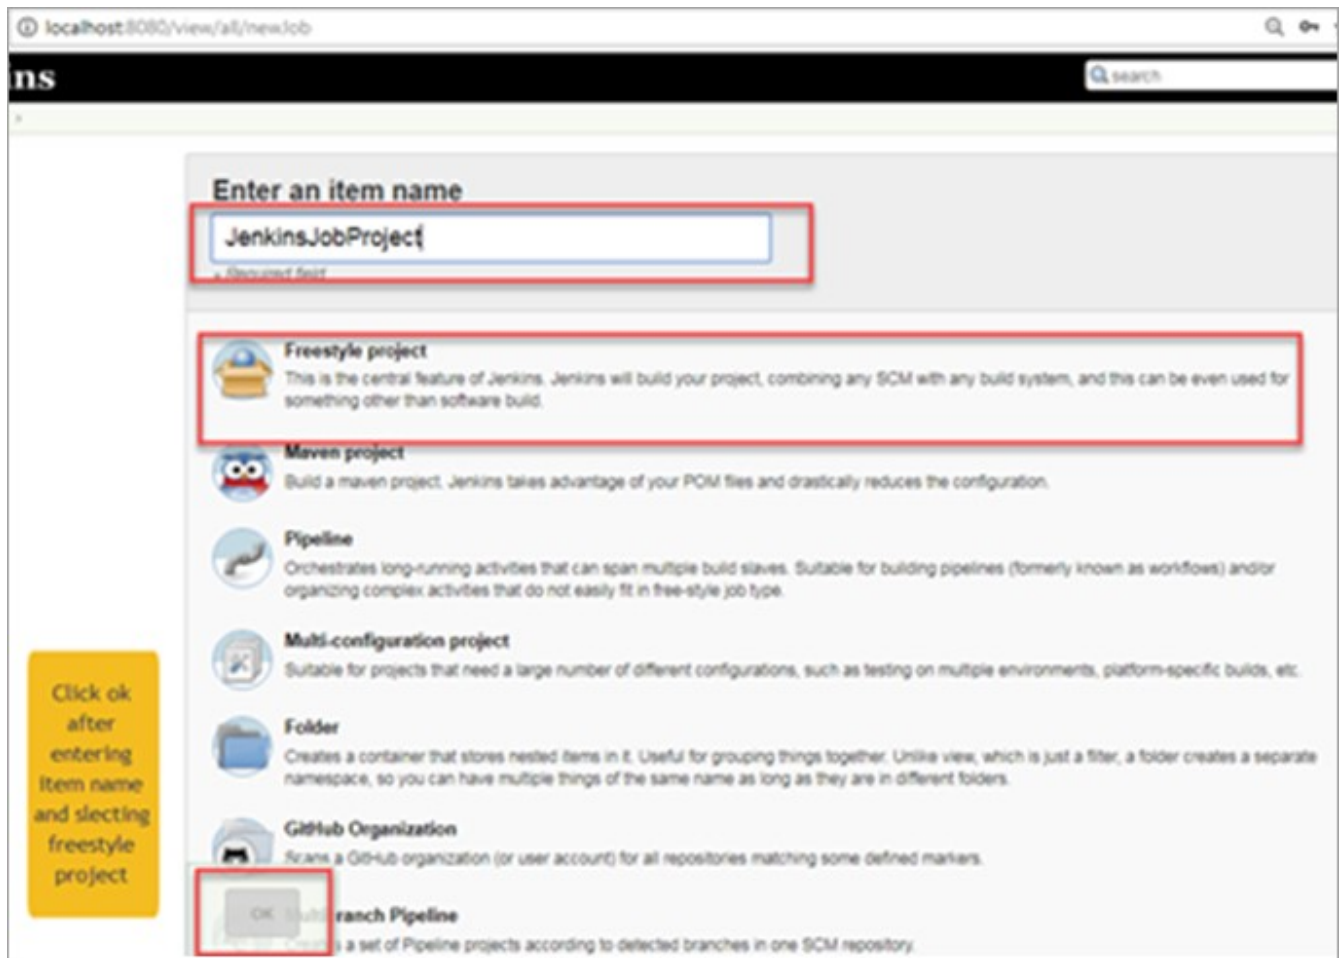 localhost:8080/view/all/newJob
ins
search
Enter an item name
JenkinsJobProject
» Required field
Freestyle project
This is the central feature of Jenkins. Jenkins will build your project, combining any SCM with any build system, and this can be even used for
something other than software build.
Maven project
Build a maven project. Jenkins takes advantage of your POM files and drastically reduces the configuration.
Pipeline
Orchestrates long-running activities that can span multiple build slaves. Suitable for building pipelines (formerly known as workflows) and/or
organizing complex activities that do not easily fit in free-style job type.
Multi-configuration project
Suitable for projects that need a large number of different configurations, such as testing on multiple environments, platform-specific builds, etc.
Folder
Creates a container that stores nested items in it. Useful for grouping things together. Unlike view, which is just a filter, a folder creates a separate
namespace, so you can have multiple things of the same name as long as they are in different folders.
GitHub Organization
Scans a GitHub organization (or user account) for all repositories matching some defined markers.
OK
Multibranch Pipeline
Creates a set of Pipeline projects according to detected branches in one SCM repository.
Click ok
after
entering
item name
and slecting
freestyle
project